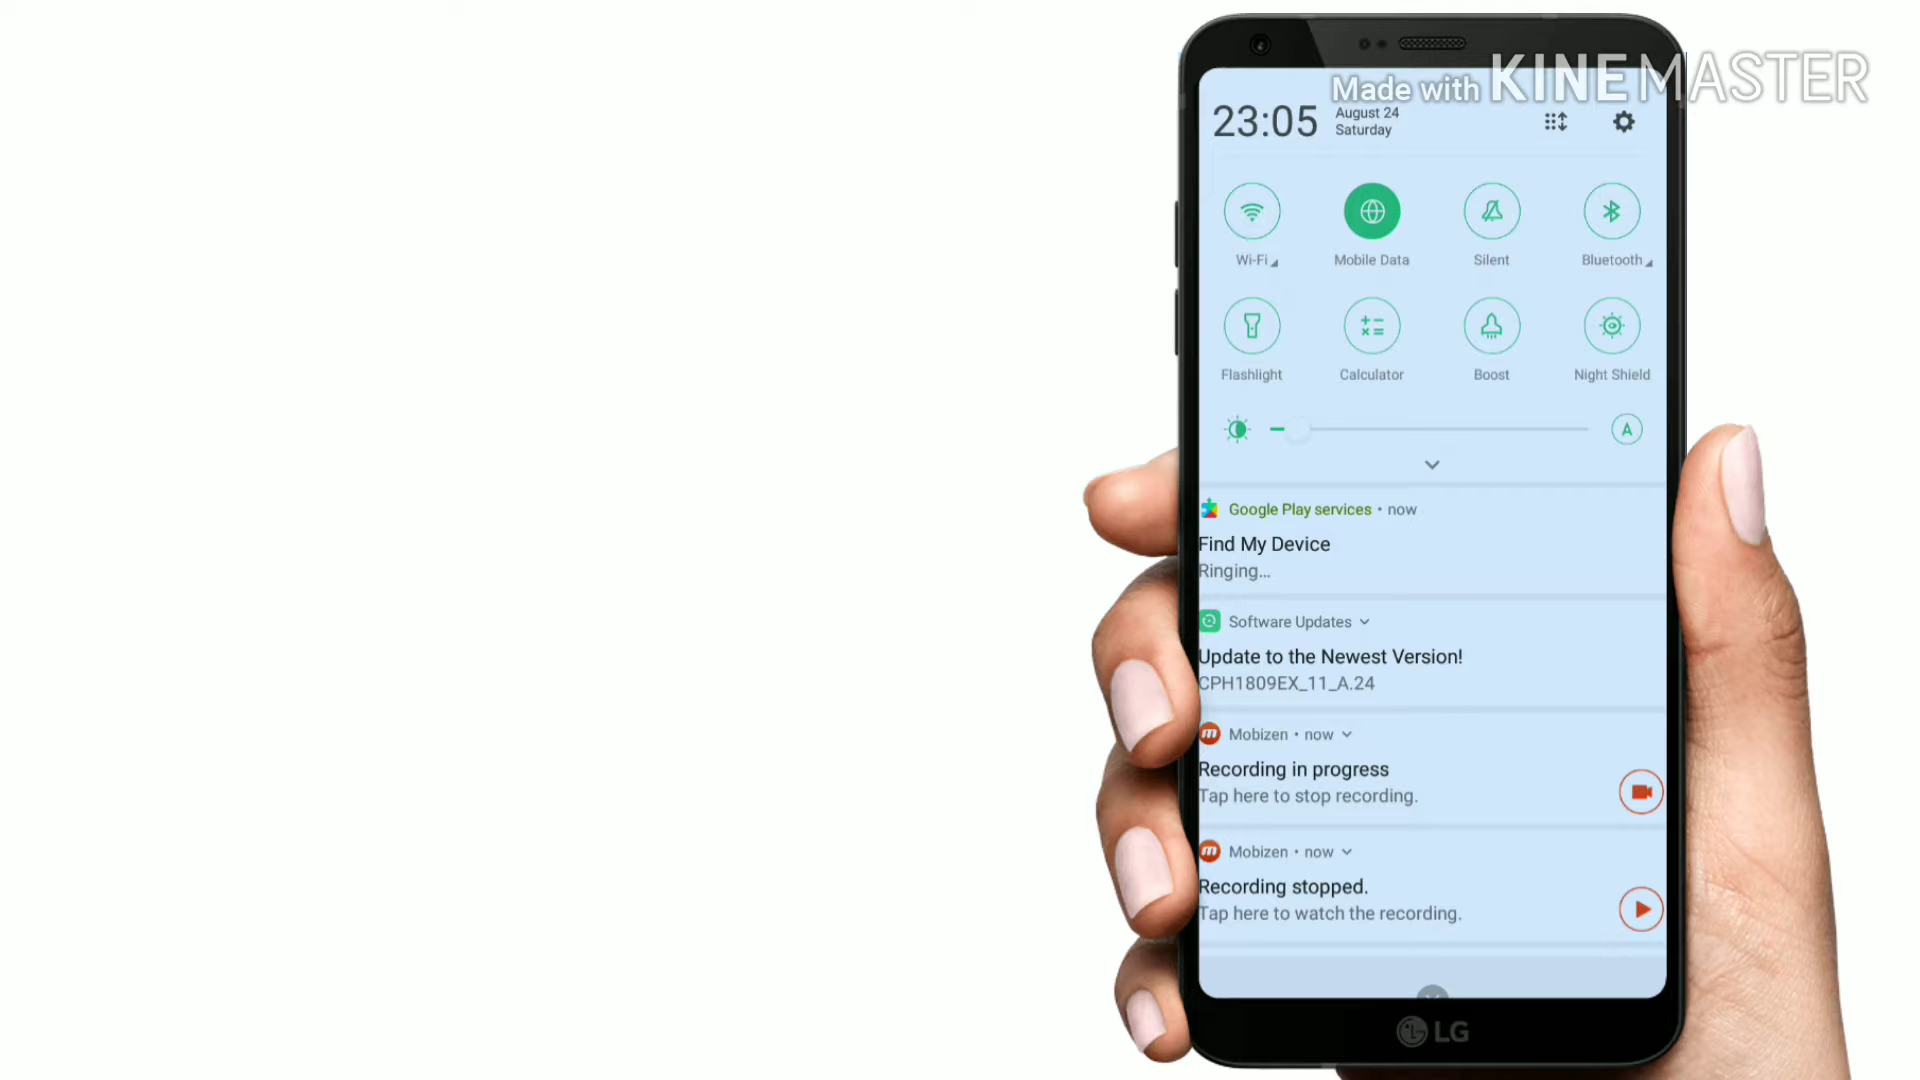 Made with KINEMASTER
23:05
August 24
Saturday
Wi-Fi
Mobile Data
Silent
Bluetooth
Flashlight
Calculator
Boost
Night Shield
A
Google Play services • now
Find My Device
Ringing...
Software Updates
Update to the Newest Version!
CPH1809EX_11_A.24
Mobizen • now
Recording in progress
Tap here to stop recording.
Mobizen • now
Recording stopped.
Tap here to watch the recording.
LG